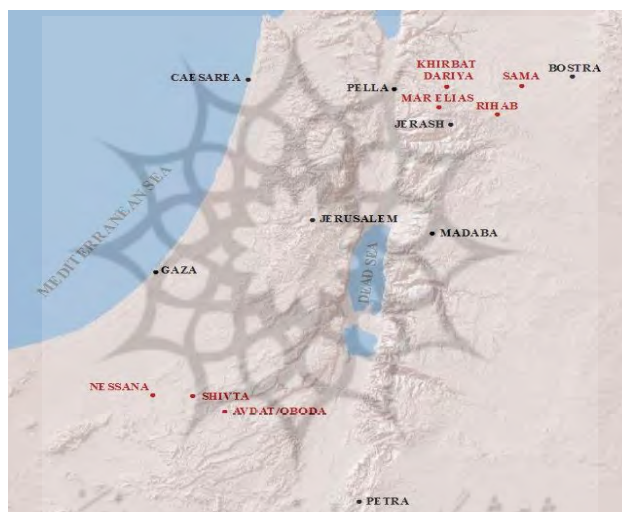 KHIRBAT
DARIYA
BOSTRA
SAMA
CAESAREA
PELLA
MAR ELIAS
RIHAB
JERASH
MEDITERRANEAN SEA
JERUSALEM
MADABA
DEAD SEA
GAZA
NESSANA
SHIVTA
AVDAT/OBODA
PETRA